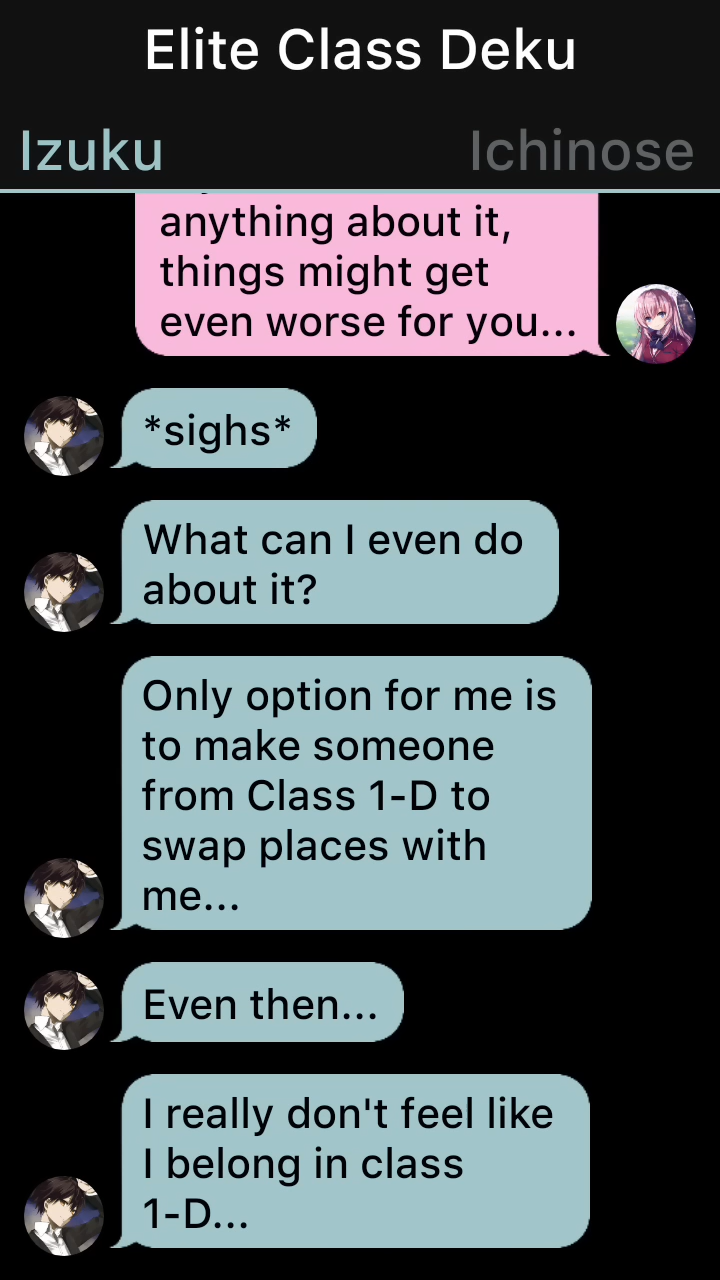 Elite Class Deku
Izuku
Ichinose
anything about it,
things might get
even worse for you...
*sighs*
What can I even do
about it?
Only option for me is
to make someone
from Class 1-D to
swap places with
me...
Even then...
I really don't feel like
I belong in class
1-D...